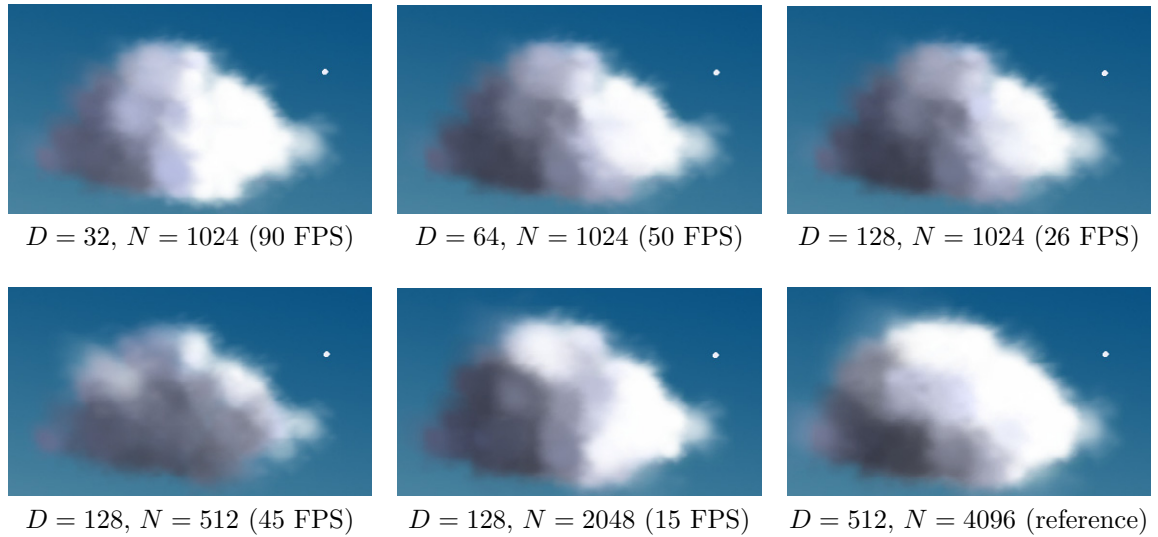 D = 32, N = 1024 (90 FPS)
D = 64, N = 1024 (50 FPS)
D = 128, N = 1024 (26 FPS)
D = 128, N = 512 (45 FPS)
D = 128, N = 2048 (15 FPS)
D = 512, N = 4096 (reference)